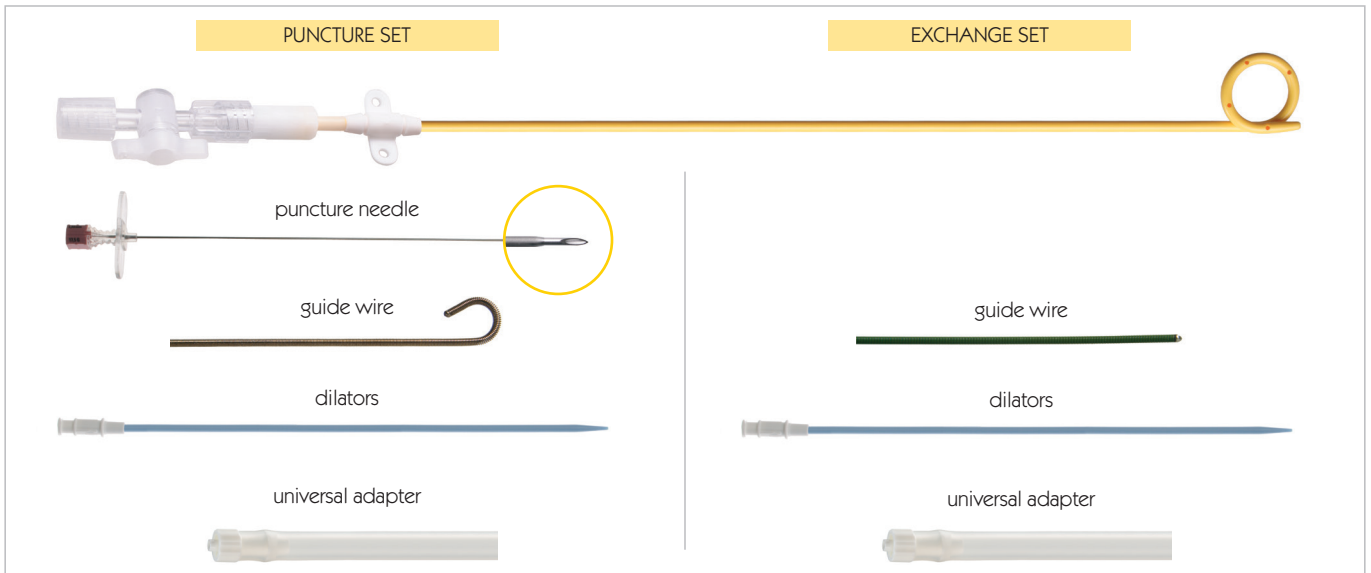 PUNCTURE SET
EXCHANGE SET
puncture needle
guide wire
guide wire
dilators
dilators
universal adapter
universal adapter